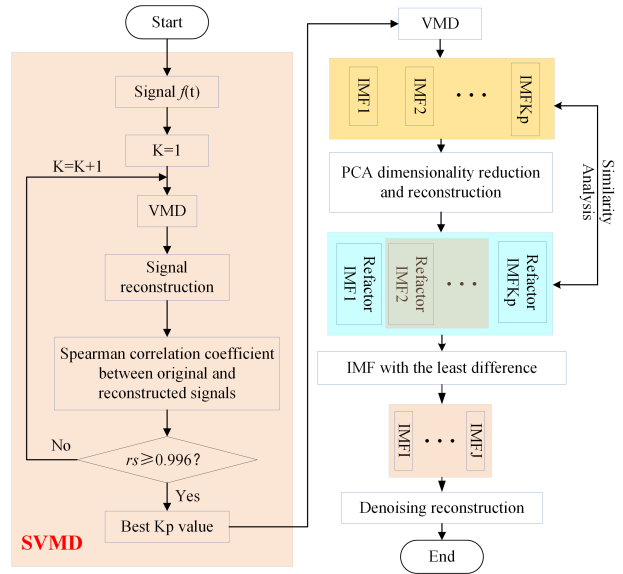 Start
Signal f(t)
K=1
K=K+1
VMD
Signal
reconstruction
Spearman correlation coefficient
between original and
reconstructed signals
No
rs≥0.996?
Yes
Best Kp value
SVMD
VMD
IMF1
IMF2
···
IMFKp
PCA dimensionality reduction
and reconstruction
Similarity
Analysis
Refactor
IMF1
Refactor
IMF2
···
Refactor
IMFKp
IMF with the least difference
IMFI
···
IMFJ
Denoising reconstruction
End